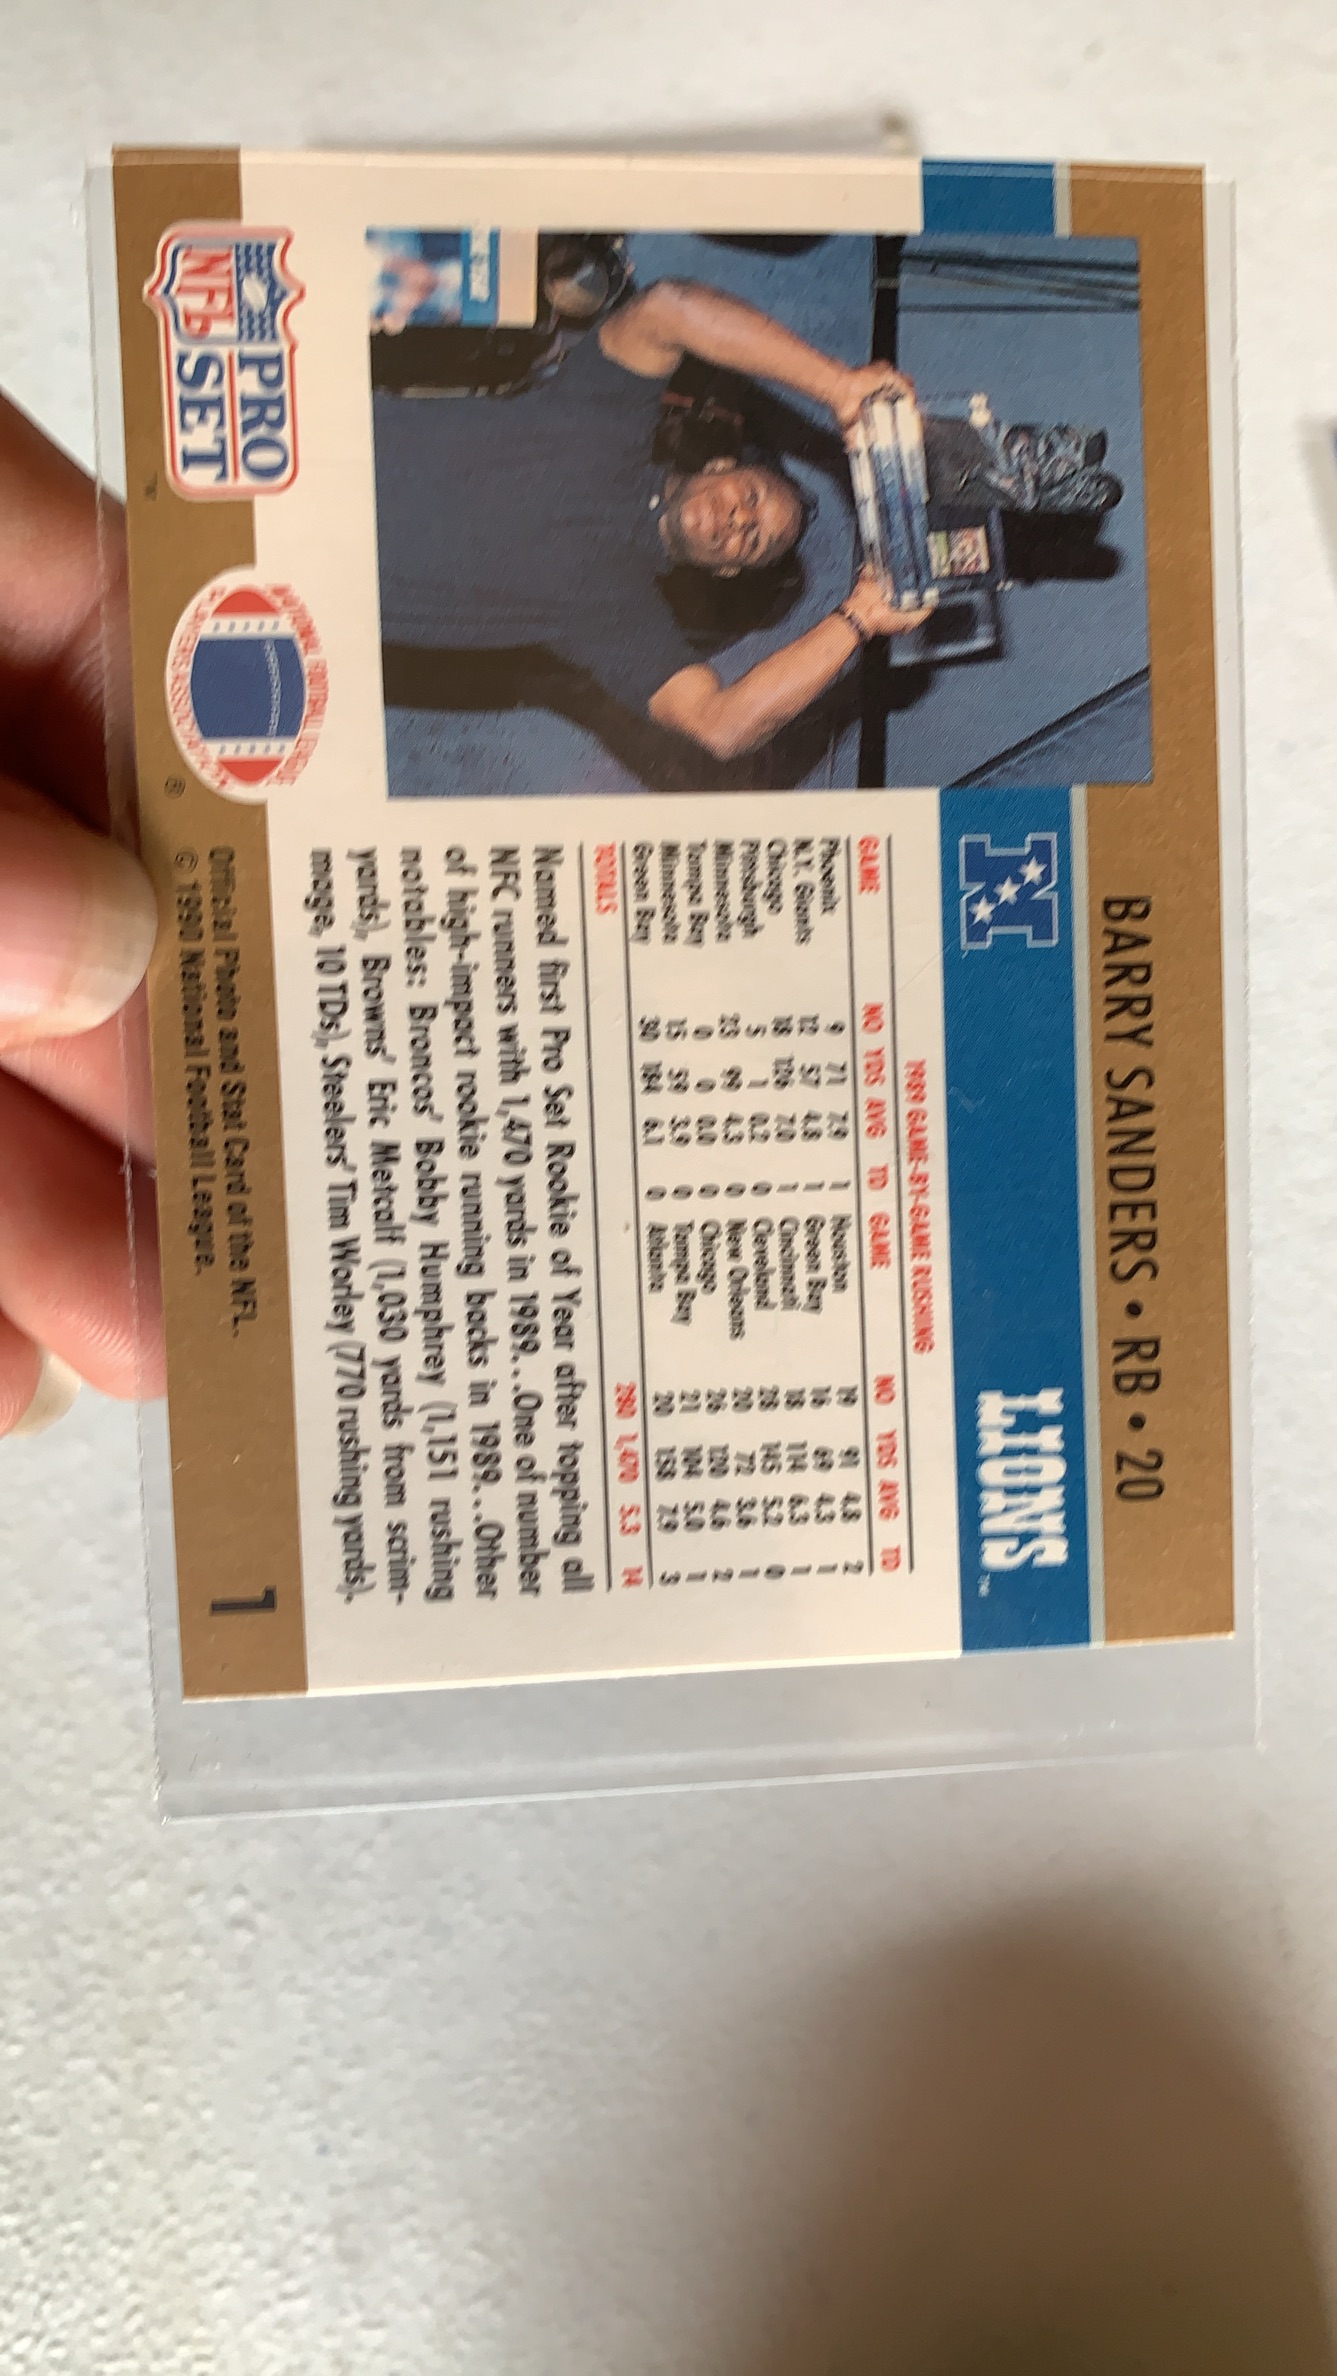 BARRY SANDERS • RB • 20
N
LIONS™
1989 GAME-BY-GAME RUSHING
GAME NO YDS AVG TD GAME NO YDS AVG TD
Phoenix 9 71 7.9 1 Houston 19 91 4.8 2
N.Y. Giants 12 57 4.8 1 Green Bay 16 69 4.3 1
Chicago 18 126 7.0 1 Cincinnati 18 114 6.3 1
Pittsburgh 5 1 0.2 0 Cleveland 28 145 5.2 0
Minnesota 23 99 4.3 0 New Orleans 20 72 3.6 1
Tampa Bay 0 0 0.0 0 Chicago 26 120 4.6 2
Minnesota 15 59 3.9 0 Tampa Bay 21 104 5.0 1
Green Bay 30 184 6.1 0 Atlanta 20 158 7.9 3
TOTALS 280 1,470 5.3 14
Named first Pro Set Rookie of Year after topping all
NFC runners with 1,470 yards in 1989. . .One of number
of high-impact rookie running backs in 1989. . .Other
notables: Broncos' Bobby Humphrey (1,151 rushing
yards), Browns' Eric Metcalf (1,030 yards from scrim-
mage, 10 TDs), Steelers' Tim Worley (770 rushing yards).
NFL PRO SET ™
NATIONAL FOOTBALL LEAGUE
PLAYERS ASSOCIATION ®
Official Photo and Stat Card of the NFL.
© 1990 National Football League.
1